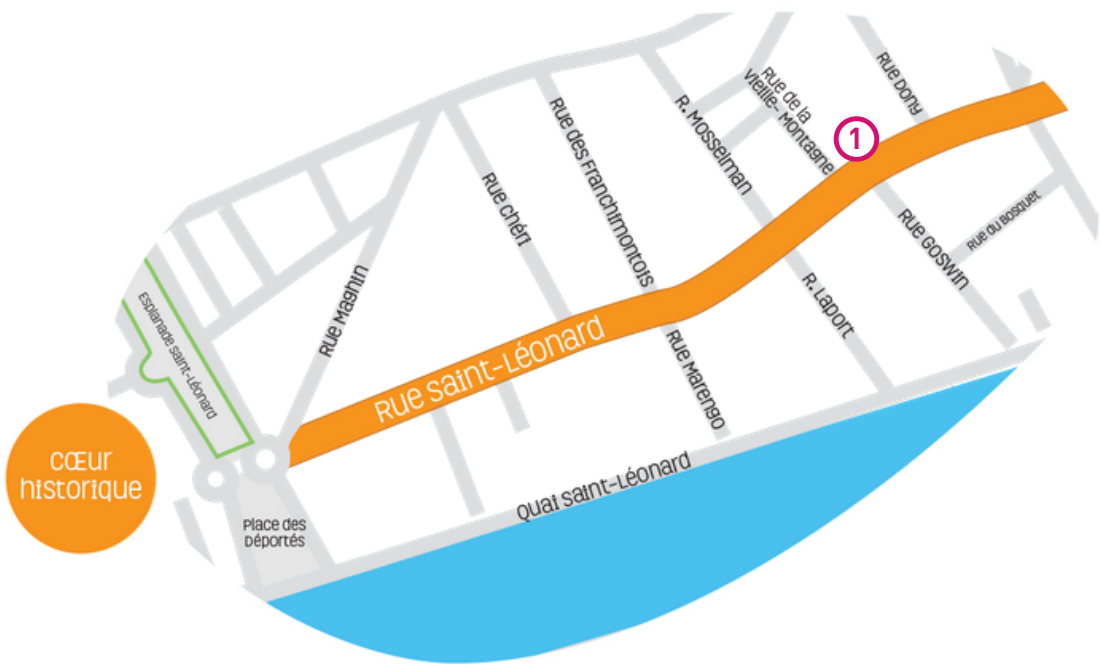 Rue Dony
Rue de la
Vieille-Montagne
1
R. Mosselman
Rue des Franchimontois
Rue Chéri
Rue du Bosquet
Rue Goswin
Rue Maghin
R. Laport
Esplanade Saint-Léonard
Rue Saint-Léonard
Rue Marengo
Cœur
historique
Quai Saint-Léonard
Place des
Déportés